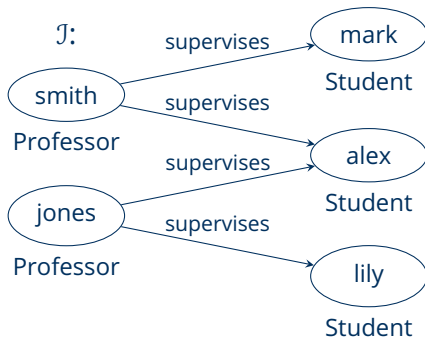 ℐ:
supervises
mark
Student
smith
Professor
supervises
supervises
alex
Student
jones
Professor
supervises
lily
Student